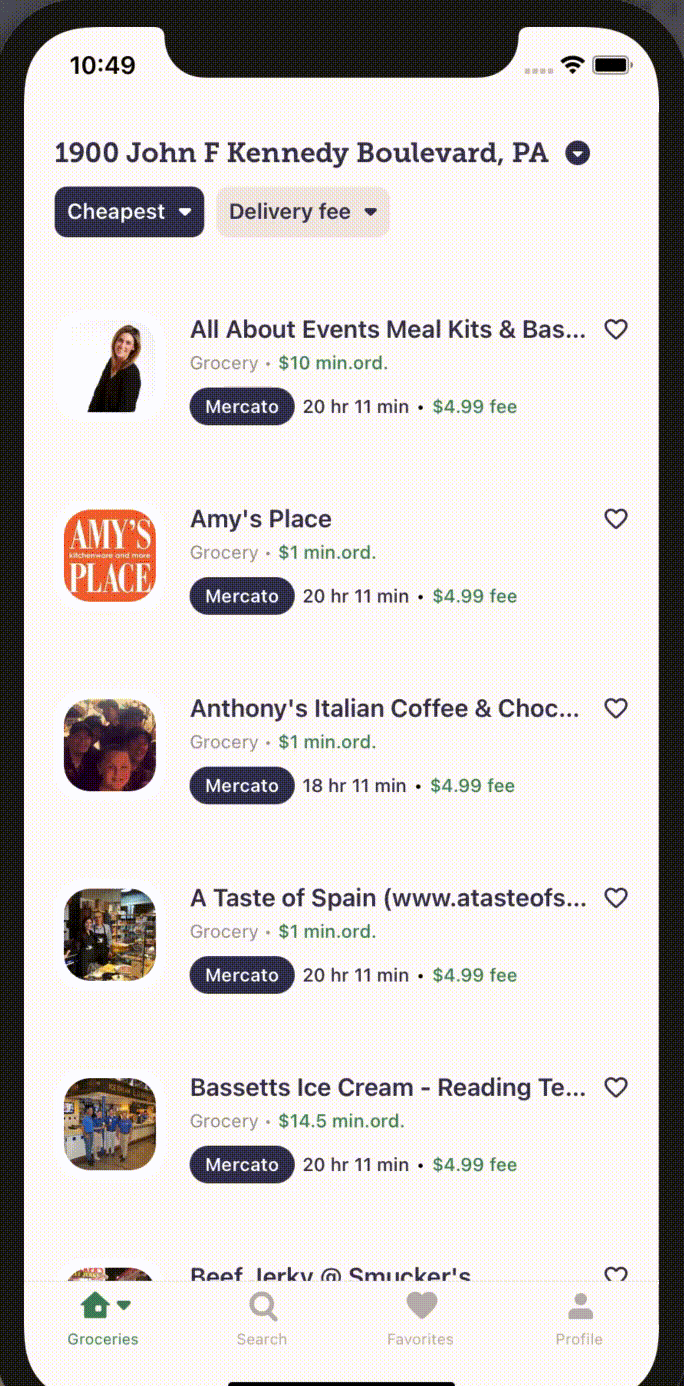 10:49
1900 John F Kennedy Boulevard, PA
Cheapest
Delivery fee
All About Events Meal Kits & Bas...
Grocery • $10 min.ord.
Mercato 20 hr 11 min • $4.99 fee
AMY'S
kitchenware and more
PLACE
Amy's Place
Grocery • $1 min.ord.
Mercato 20 hr 11 min • $4.99 fee
Anthony's Italian Coffee & Choc...
Grocery • $1 min.ord.
Mercato 18 hr 11 min • $4.99 fee
A Taste of Spain (www.atasteofs...
Grocery • $1 min.ord.
Mercato 20 hr 11 min • $4.99 fee
Bassetts Ice Cream - Reading Te...
Grocery • $14.5 min.ord.
Mercato 20 hr 11 min • $4.99 fee
Beef Jerky @ Smucker's
Groceries
Search
Favorites
Profile